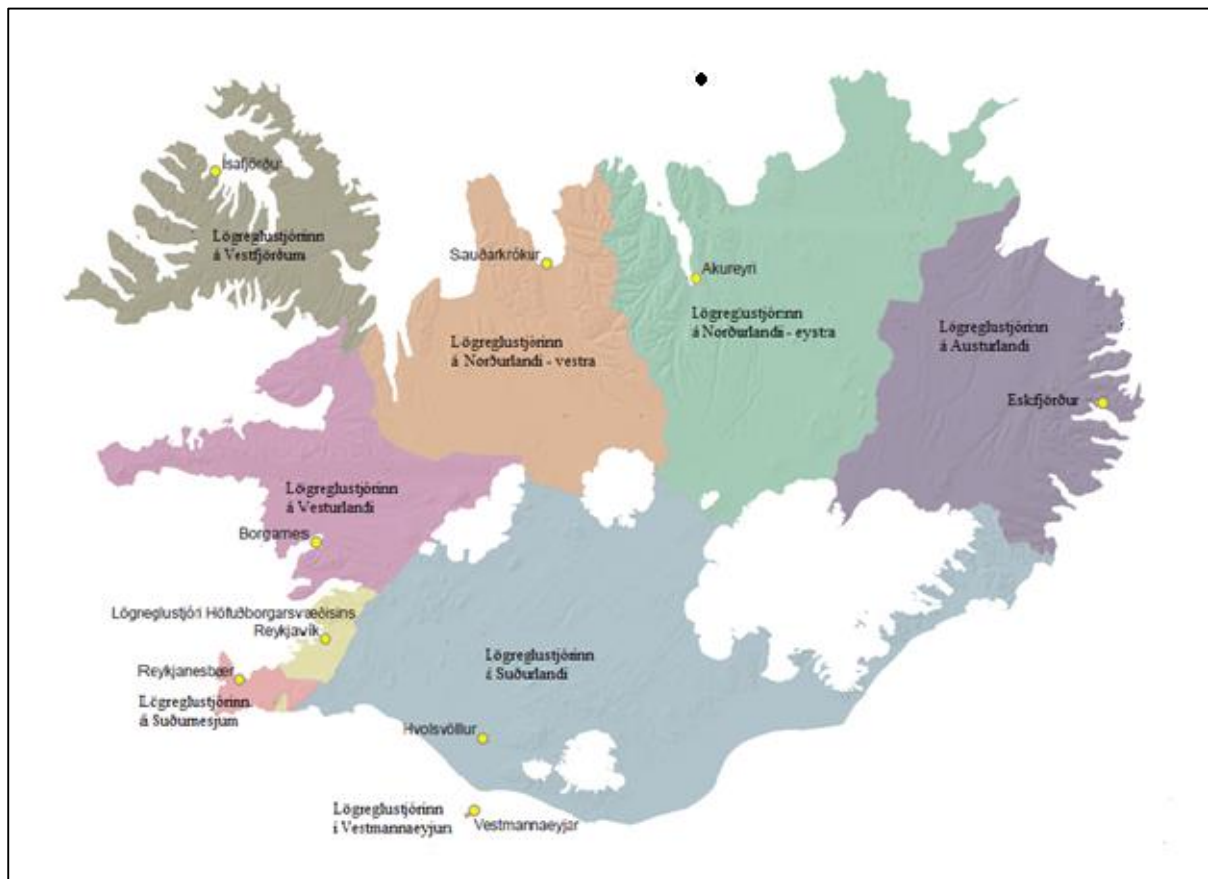 Ísafjörður
Lögreglustjórinn
á Vestfjörðum
Sauðarkrókur
Akureyri
Lögreglustjórinn
á Norðurlandi - eystra
Lögreglustjórinn
á Austurlandi
Lögreglustjórinn
á Norðurlandi - vestra
Eskifjörður
Lögreglustjórinn
á Vesturlandi
Borgarnes
Lögreglustjóri Höfuðborgarsvæðisins
Reykjavík
Lögreglustjórinn
á Suðurlandi
Reykjanesbær
Lögreglustjórinn
á Suðurnesjum
Hvolsvöllur
Lögreglustjórinn
í Vestmannaeyjum
Vestmannaeyjar